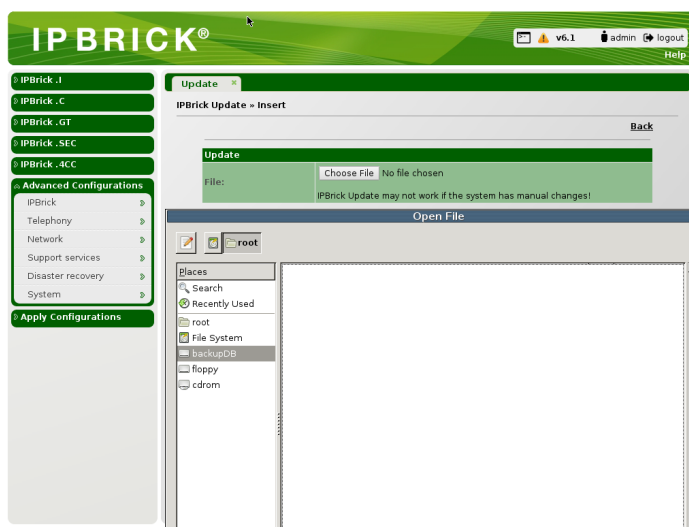 IPBRICK®
v6.1 admin logout
Help
IPBrick .I
IPBrick .C
IPBrick .GT
IPBrick .SEC
IPBrick .4CC
Advanced Configurations
IPBrick
Telephony
Network
Support services
Disaster recovery
System
Apply Configurations
Update
IPBrick Update » Insert
Back
Update
File:
Choose File No file chosen
IPBrick Update may not work if the system has manual changes!
Open File
root
Places
Search
Recently Used
root
File System
backupDB
floppy
cdrom